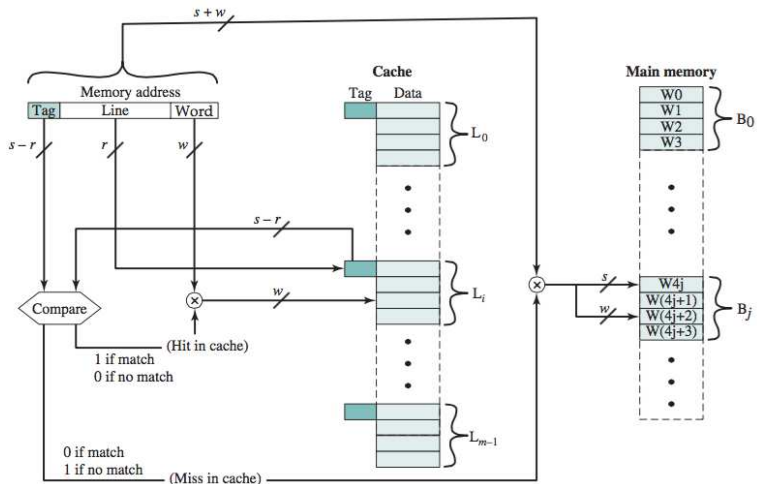 s + w
Cache
Main memory
Memory address
Tag Data
Tag Line Word
W0
W1
W2
W3
B0
L0
s – r
r
w
s – r
Compare
w
Li
s
w
W4j
W(4j+1)
W(4j+2)
W(4j+3)
Bj
(Hit in cache)
1 if match
0 if no match
Lm–1
0 if match
1 if no match
(Miss in cache)